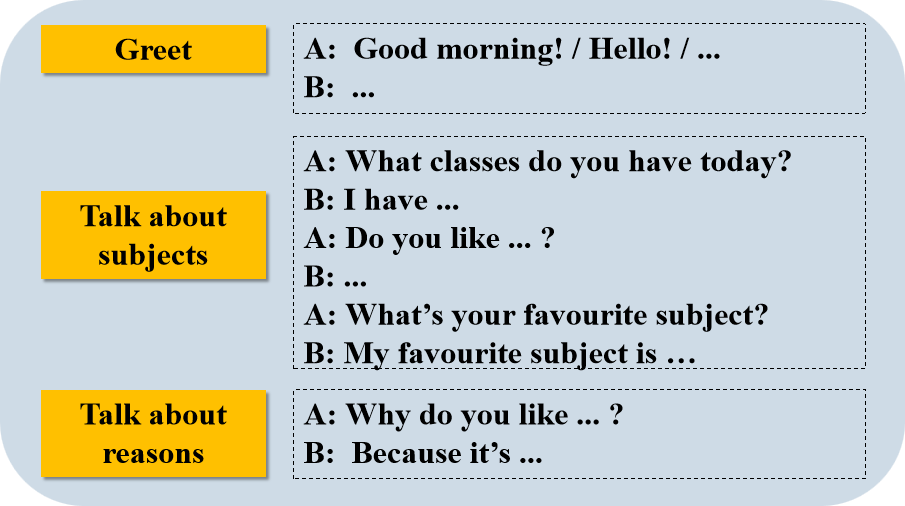 Greet
A:  Good morning! / Hello! / ...
B:  ...
Talk about
subjects
A: What classes do you have today?
B: I have ...
A: Do you like ... ?
B: ...
A: What’s your favourite subject?
B: My favourite subject is …
Talk about
reasons
A: Why do you like ... ?
B:  Because it’s ...